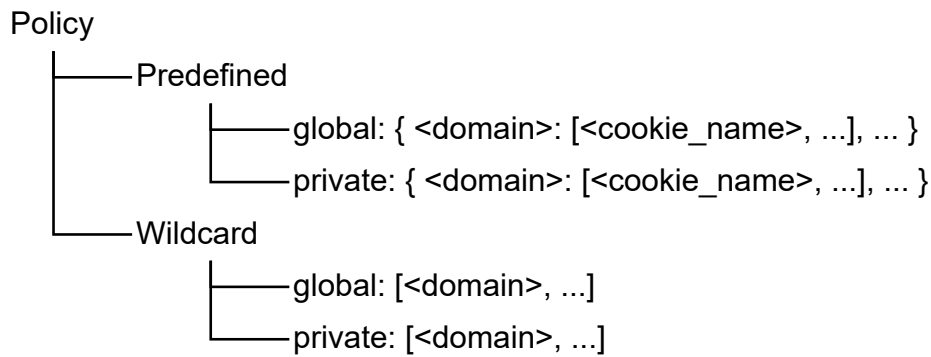 Policy
Predefined
global: { <domain>: [<cookie_name>, ...], ... }
private: { <domain>: [<cookie_name>, ...], ... }
Wildcard
global: [<domain>, ...]
private: [<domain>, ...]